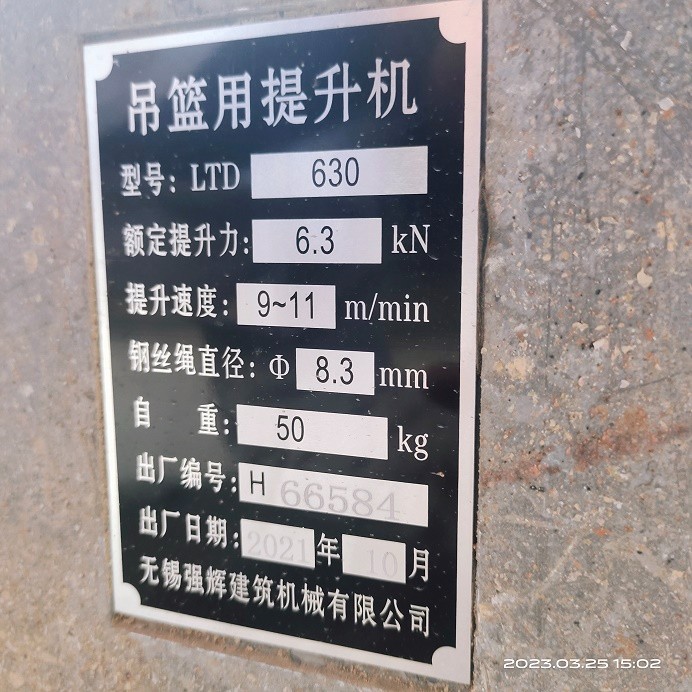 吊篮用提升机
型号: LTD 630
额定提升力: 6.3 kN
提升速度: 9~11 m/min
钢丝绳直径: Φ 8.3 mm
自 重: 50 kg
出厂编号: H 66584
出厂日期: 2021 年 10 月
无锡强辉建筑机械有限公司
2023.03.25 15:02